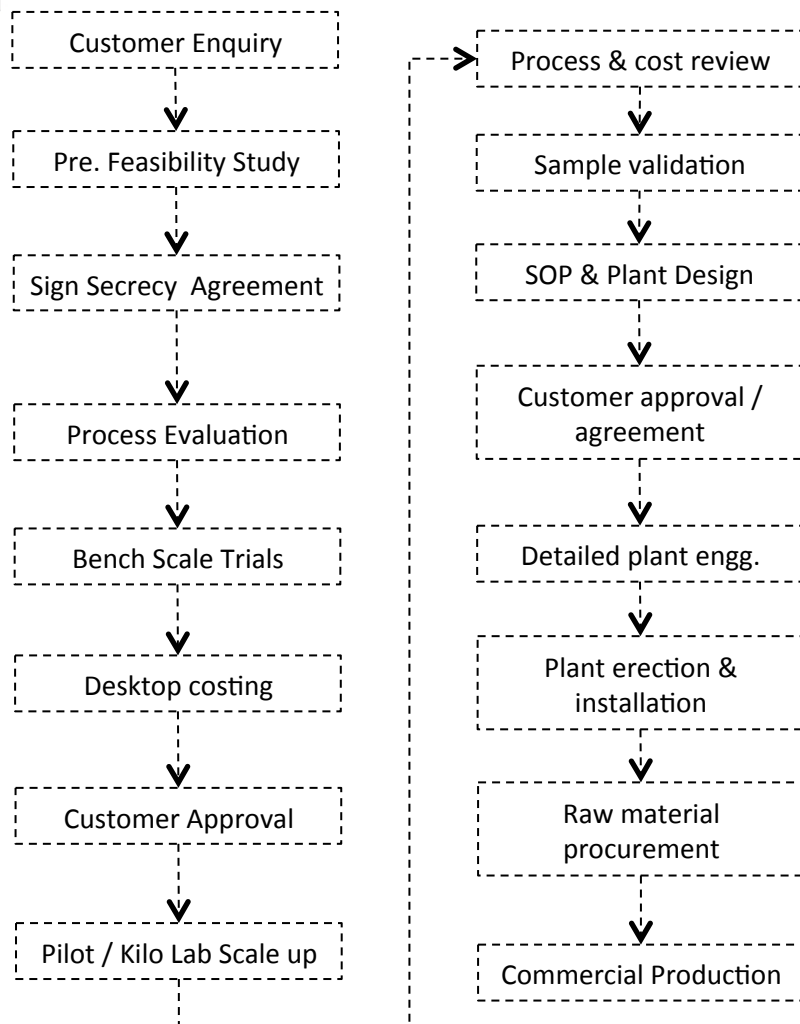 Customer Enquiry
Pre. Feasibility Study
Sign Secrecy  Agreement
Process Evaluation
Bench Scale Trials
Desktop costing
Customer Approval
Pilot / Kilo Lab Scale up
Process & cost review
Sample validation
SOP & Plant Design
Customer approval /
agreement
Detailed plant engg.
Plant erection &
installation
Raw material
procurement
Commercial Production